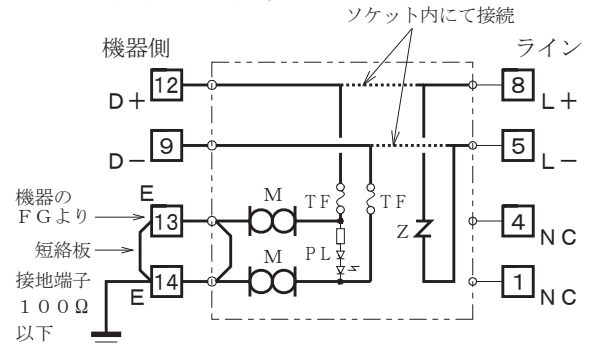 ソケット内にて接続
機器側
ライン
12
8
D+
L+
9
5
D−
L−
機器の
FGより
E
M
TF
TF
13
4
Z
NC
短絡板
PL
接地端子
M
100Ω
以下
E
14
1
NC